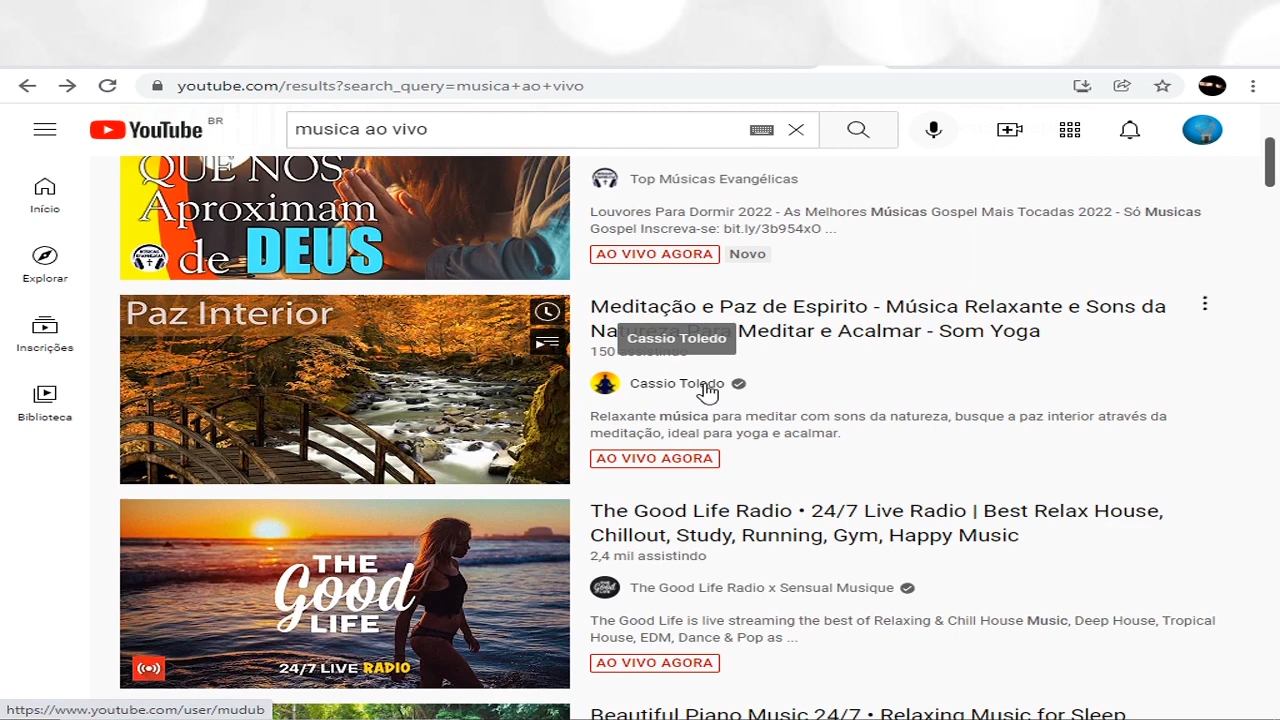 youtube.com/results?search_query=musica+ao+vivo
YouTube BR
musica ao vivo
Início
Explorar
Inscrições
Biblioteca
QUE NOS
Aproximam
de DEUS
Top Músicas Evangélicas
Louvores Para Dormir 2022 - As Melhores Músicas Gospel Mais Tocadas 2022 - Só Musicas
Gospel Inscreva-se: bit.ly/3b954xO ...
AO VIVO AGORA Novo
Paz Interior
Meditação e Paz de Espirito - Música Relaxante e Sons da
Natureza Para Meditar e Acalmar - Som Yoga
Cassio Toledo
150 assistindo
Cassio Toledo
Relaxante música para meditar com sons da natureza, busque a paz interior através da
meditação, ideal para yoga e acalmar.
AO VIVO AGORA
THE
Good
LIFE
24/7 LIVE RADIO
The Good Life Radio • 24/7 Live Radio | Best Relax House,
Chillout, Study, Running, Gym, Happy Music
2,4 mil assistindo
The Good Life Radio x Sensual Musique
The Good Life is live streaming the best of Relaxing & Chill House Music, Deep House, Tropical
House, EDM, Dance & Pop as ...
AO VIVO AGORA
Beautiful Piano Music 24/7 • Relaxing Music for Sleep
https://www.youtube.com/user/mudub